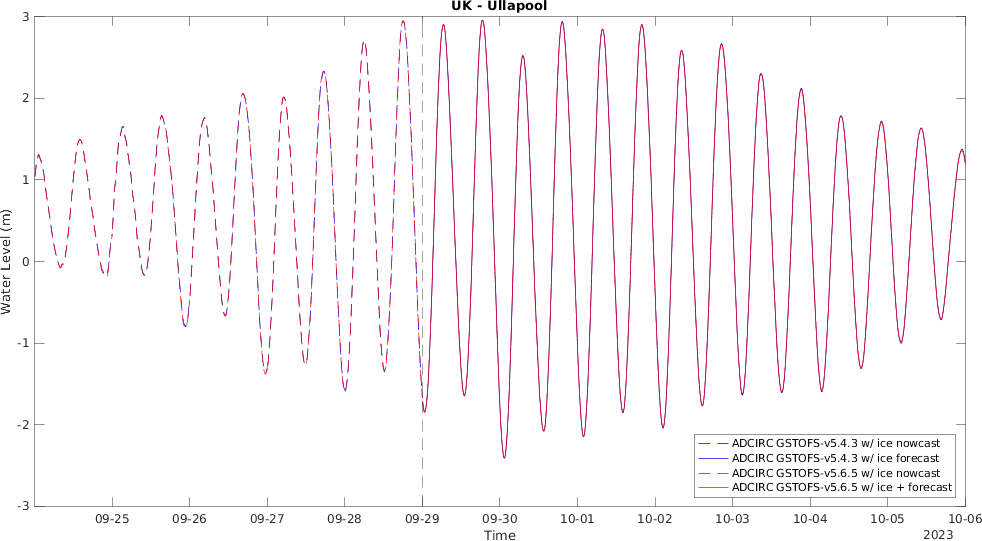 UK - Ullapool
3
2
1
0
-1
-2
-3
Water Level (m)
ADCIRC GSTOFS-v5.4.3 w/ ice nowcast
ADCIRC GSTOFS-v5.4.3 w/ ice forecast
ADCIRC GSTOFS-v5.6.5 w/ ice nowcast
ADCIRC GSTOFS-v5.6.5 w/ ice + forecast
09-25 09-26 09-27 09-28 09-29 09-30 10-01 10-02 10-03 10-04 10-05 10-06
Time
2023